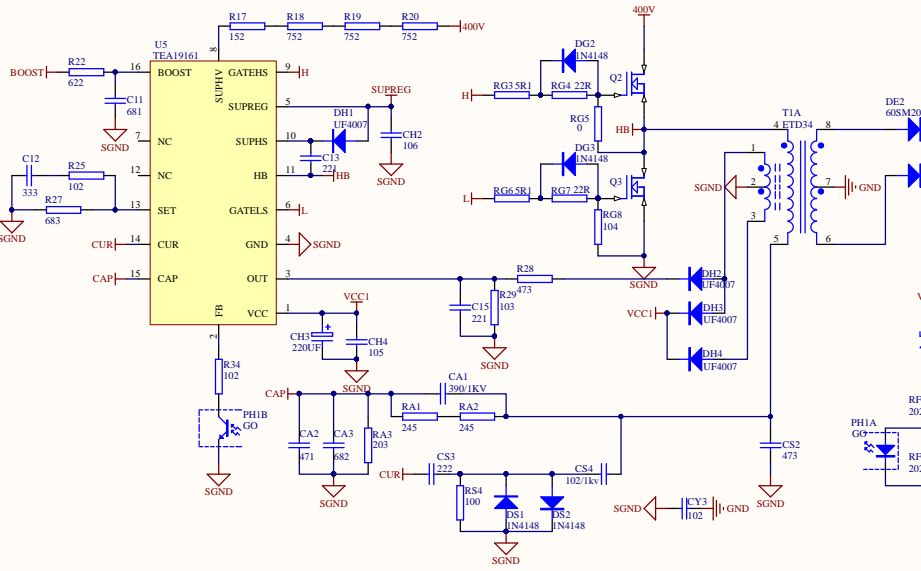 400V
R17
152
R18
752
R19
752
R20
752
400V
U5
TEA19161
8
SUPHV
BOOST
R22
622
16
BOOST
C11
681
SGND
7
NC
12
NC
C12
333
R25
102
R27
683
SGND
13
SET
CUR
14
CUR
CAP
15
CAP
FB
2
GATEHS
9
H
SUPREG
5
SUPREG
DH1
UF4007
SUPHS
10
C13
221
HB
11
HB
CH2
106
SGND
GATELS
6
L
GND
4
SGND
OUT
3
VCC
1
VCC1
CH3
220UF
CH4
105
SGND
R34
102
PH1B
GO
SGND
DG2
1N4148
H
RG3
5R1
RG4
22R
Q2
RG5
0
HB
DG3
1N4148
L
RG6
5R1
RG7
22R
Q3
RG8
104
SGND
T1A
ETD34
4
8
1
2
3
5
7
6
SGND
GND
DE2
60SM20
R28
473
C15
221
R29
103
SGND
DH2
UF4007
VCC1
DH3
UF4007
DH4
UF4007
CAP
CA1
390/1KV
RA1
245
RA2
245
CA2
471
CA3
682
RA3
203
SGND
CUR
CS3
222
RS4
100
DS1
1N4148
DS2
1N4148
CS4
102/1kv
SGND
CS2
473
SGND
SGND
CY3
102
GND
PH1A
GO
RF
202
RF
202